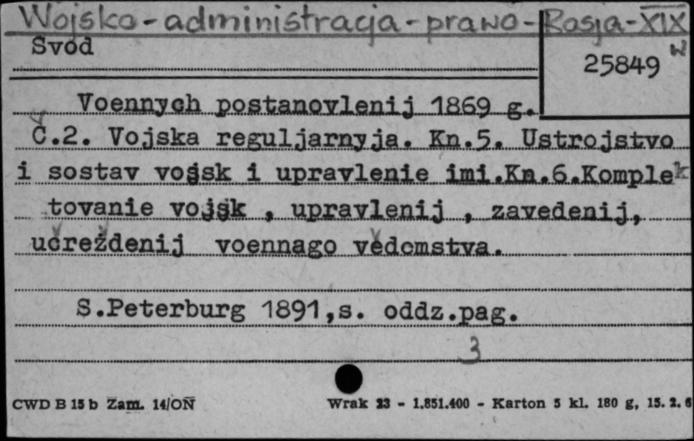 Wojsko - administracja - prawo - Rosja - XIX w
Svod
25849
Voennych postanovlenij 1869 g.
Č.2. Vojska reguljarnyja. Kn.5. Ustrojstvo
i sostav vojsk i upravlenie imi.Kn.6.Komplek
tovanie vojsk , upravlenij , zavedenij,
učreždenij voennago vědomstva.
S.Peterburg 1891,s. oddz.pag.
3
CWD B 15 b Zam. 14/ON Wrak 23 - 1.851.400 - Karton 5 kl. 180 g, 15. 2. 6